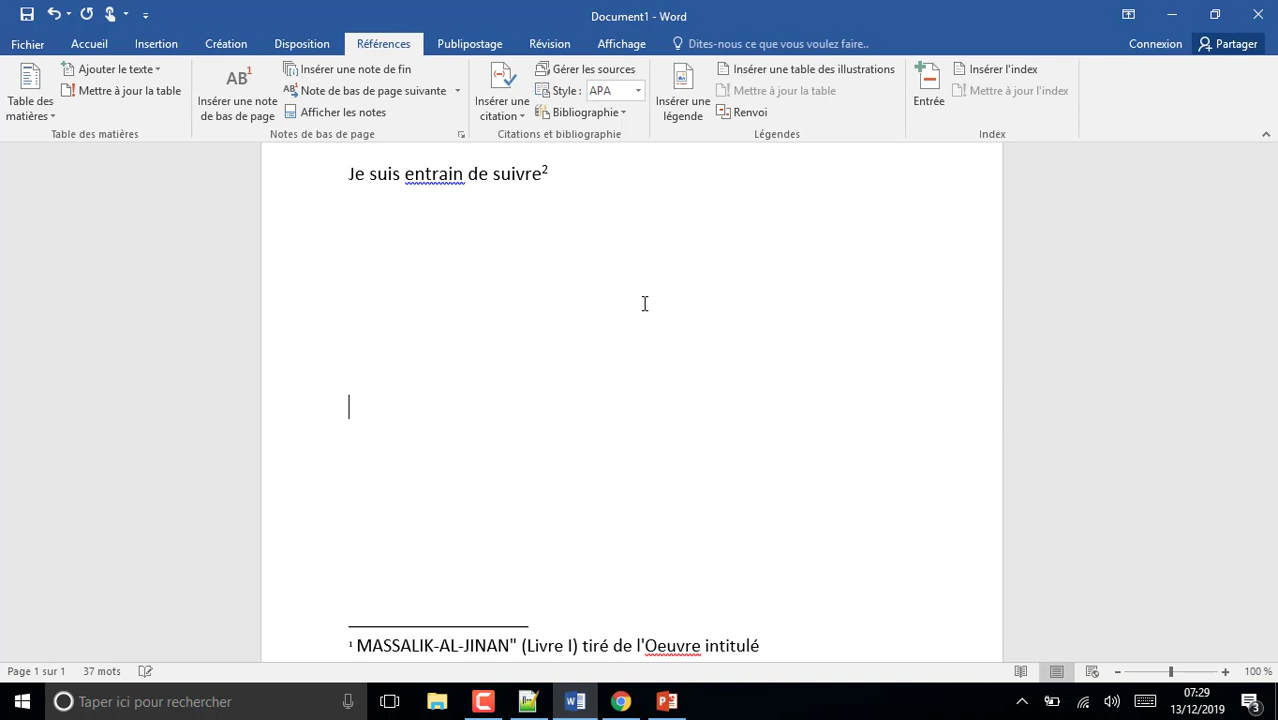 Document1 - Word
Fichier Accueil Insertion Création Disposition Références Publipostage Révision Affichage Dites-nous ce que vous voulez faire.. Connexion Partager
Table des matières
Ajouter le texte
Mettre à jour la table
Table des matières
AB1
Insérer une note de bas de page
Insérer une note de fin
Note de bas de page suivante
Afficher les notes
Notes de bas de page
Insérer une citation
Gérer les sources
Style : APA
Bibliographie
Citations et bibliographie
Insérer une légende
Insérer une table des illustrations
Mettre à jour la table
Renvoi
Légendes
Entrée
Insérer l'index
Mettre à jour l'index
Index
Je suis entrain de suivre2
1 MASSALIK-AL-JINAN" (Livre I) tiré de l'Oeuvre intitulé
Page 1 sur 1 37 mots 100 %
Taper ici pour rechercher
07:29
13/12/2019
3